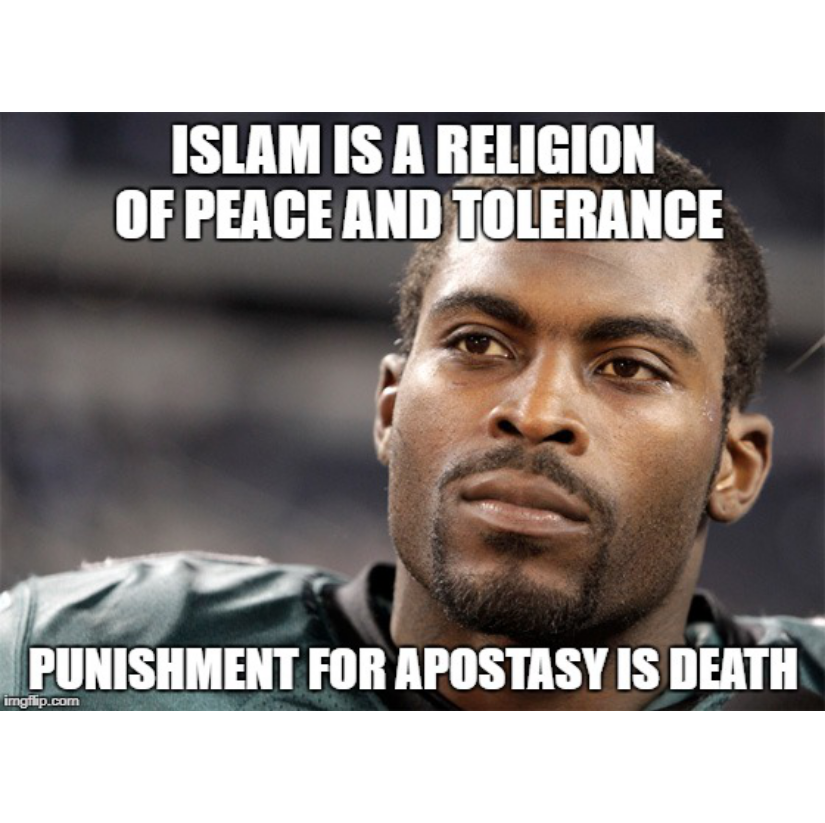 ISLAM IS A RELIGION
OF PEACE AND TOLERANCE
PUNISHMENT FOR APOSTASY IS DEATH
imgflip.com